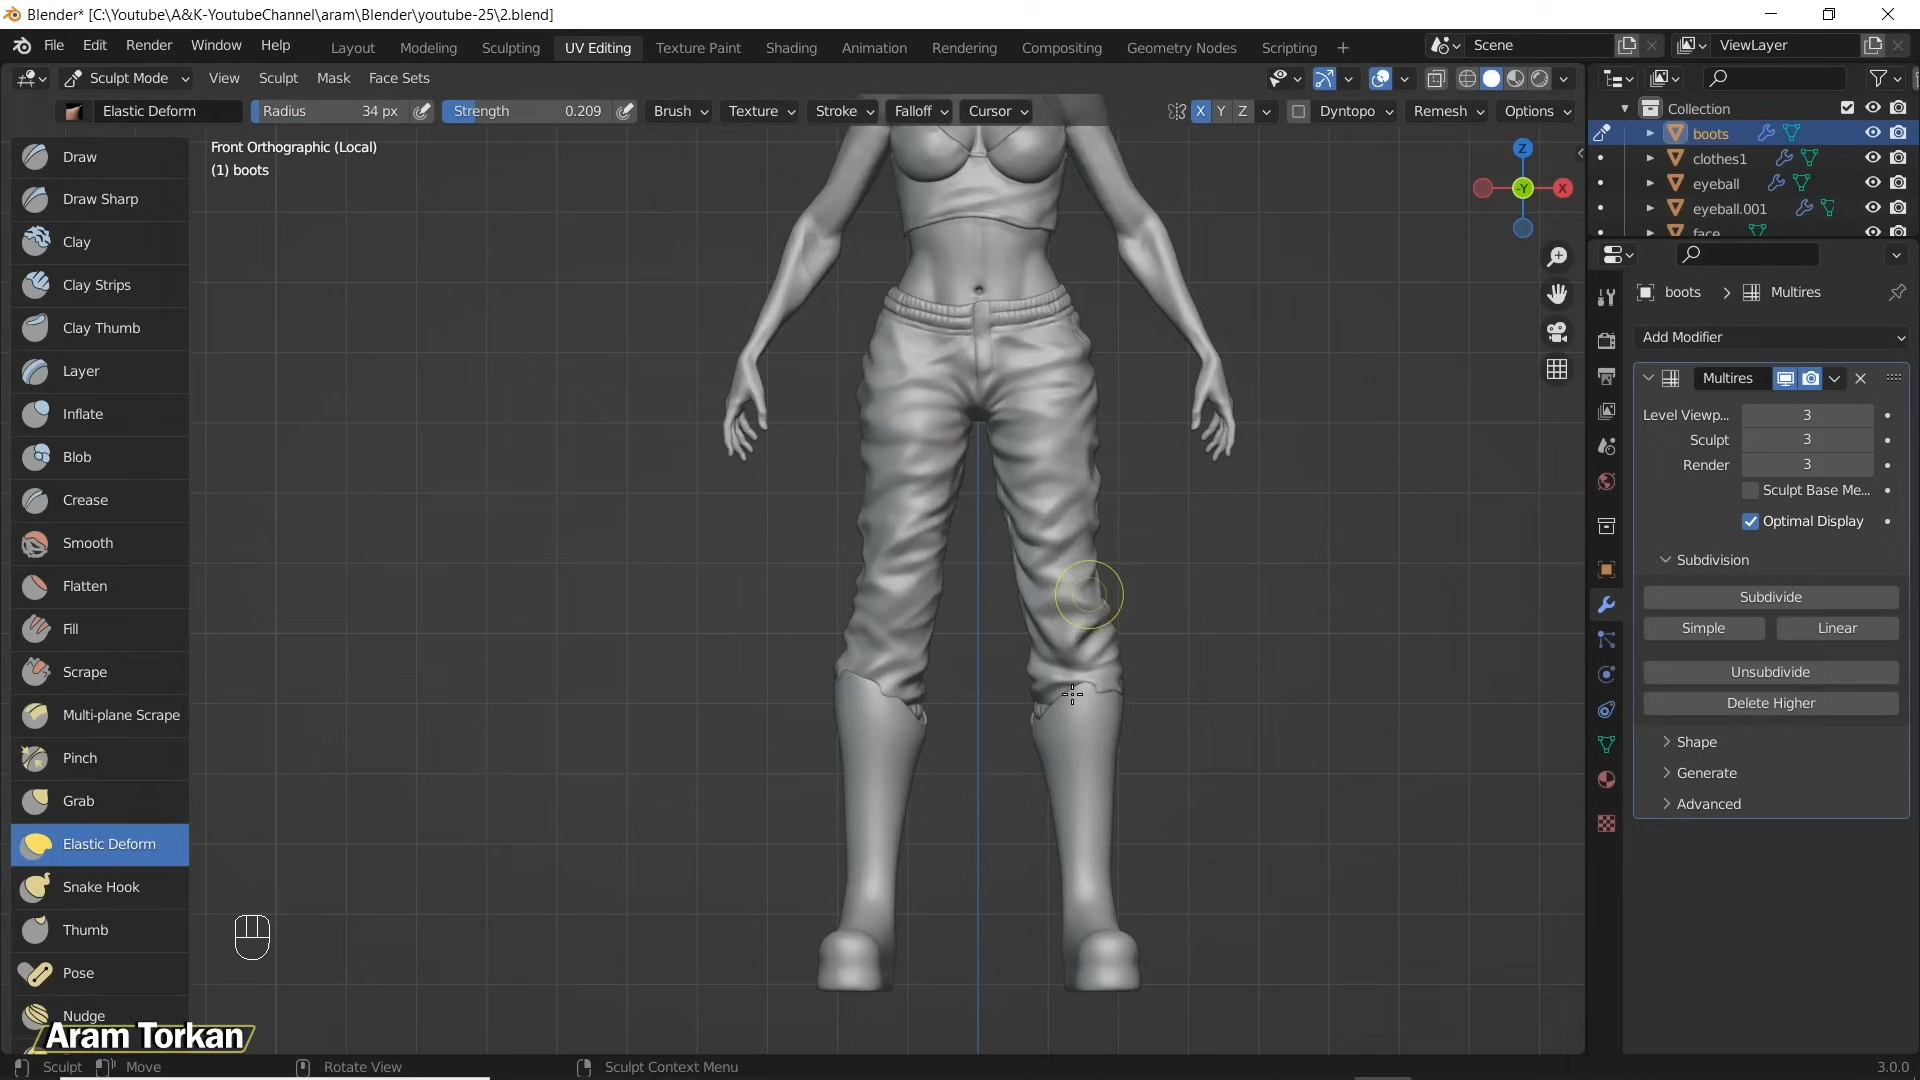 Blender* [C:\Youtube\A&K-YoutubeChannel\aram\Blender\youtube-25\2.blend]
File Edit Render Window Help Layout Modeling Sculpting UV Editing Texture Paint Shading Animation Rendering Compositing Geometry Nodes Scripting + Scene ViewLayer
Sculpt Mode View Sculpt Mask Face Sets
Elastic Deform Radius 34 px Strength 0.209 Brush Texture Stroke Falloff Cursor X Y Z Dyntopo Remesh Options
Front Orthographic (Local)
(1) boots
Z
-Y X
Draw
Draw Sharp
Clay
Clay Strips
Clay Thumb
Layer
Inflate
Blob
Crease
Smooth
Flatten
Fill
Scrape
Multi-plane Scrape
Pinch
Grab
Elastic Deform
Snake Hook
Thumb
Pose
Nudge
Aram Torkan
Collection
boots
clothes1
eyeball
eyeball.001
face
boots > Multires
Add Modifier
Multires
Level Viewp... 3
Sculpt 3
Render 3
Sculpt Base Me...
Optimal Display
Subdivision
Subdivide
Simple Linear
Unsubdivide
Delete Higher
Shape
Generate
Advanced
Sculpt Move Rotate View Sculpt Context Menu 3.0.0